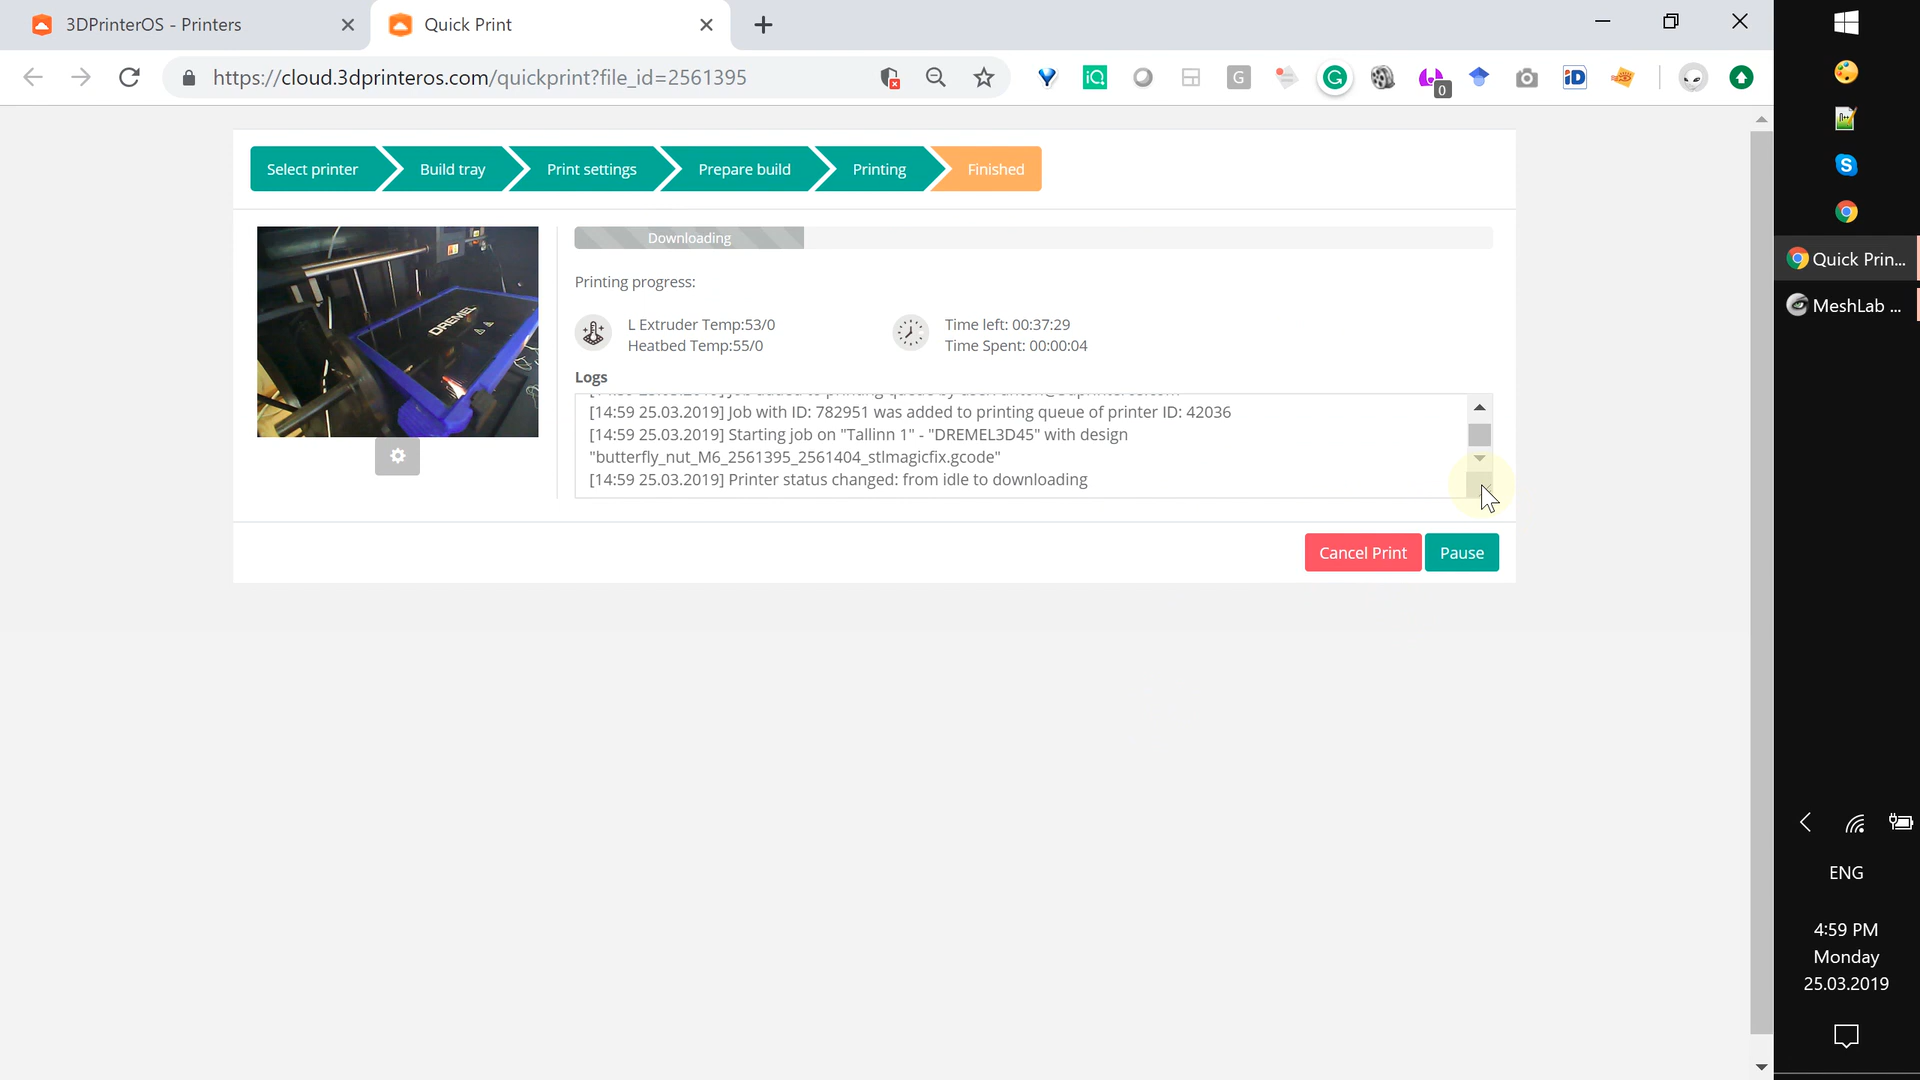 3DPrinterOS - Printers
Quick Print
https://cloud.3dprinteros.com/quickprint?file_id=2561395
Select printer
Build tray
Print settings
Prepare build
Printing
Finished
DREMEL
Downloading
Printing progress:
L Extruder Temp:53/0
Heatbed Temp:55/0
Time left: 00:37:29
Time Spent: 00:00:04
Logs
[14:59 25.03.2019] Job with ID: 782951 was added to printing queue of printer ID: 42036
[14:59 25.03.2019] Starting job on "Tallinn 1" - "DREMEL3D45" with design
"butterfly_nut_M6_2561395_2561404_stlmagicfix.gcode"
[14:59 25.03.2019] Printer status changed: from idle to downloading
Cancel Print
Pause
Quick Prin...
MeshLab ...
ENG
4:59 PM
Monday
25.03.2019
iQ
G
G
0
iD
S